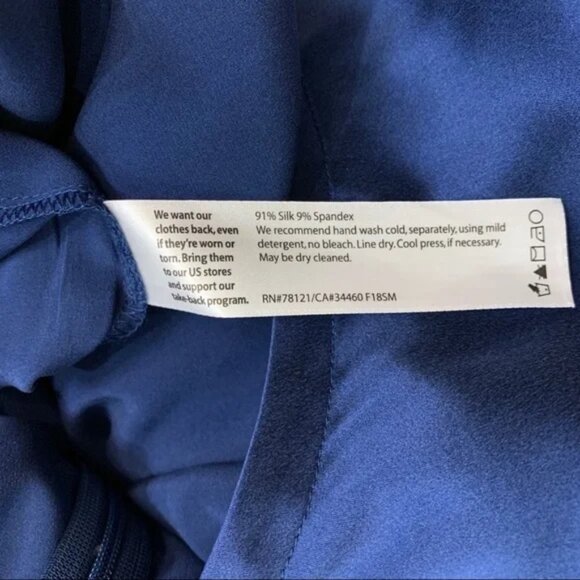 We want our
clothes back, even
if they're worn or
torn. Bring them
to our US stores
and support our
take-back program.
91% Silk 9% Spandex
We recommend hand wash cold, separately, using mild
detergent, no bleach. Line dry. Cool press, if necessary.
May be dry cleaned.
RN#78121/CA#34460 F18SM